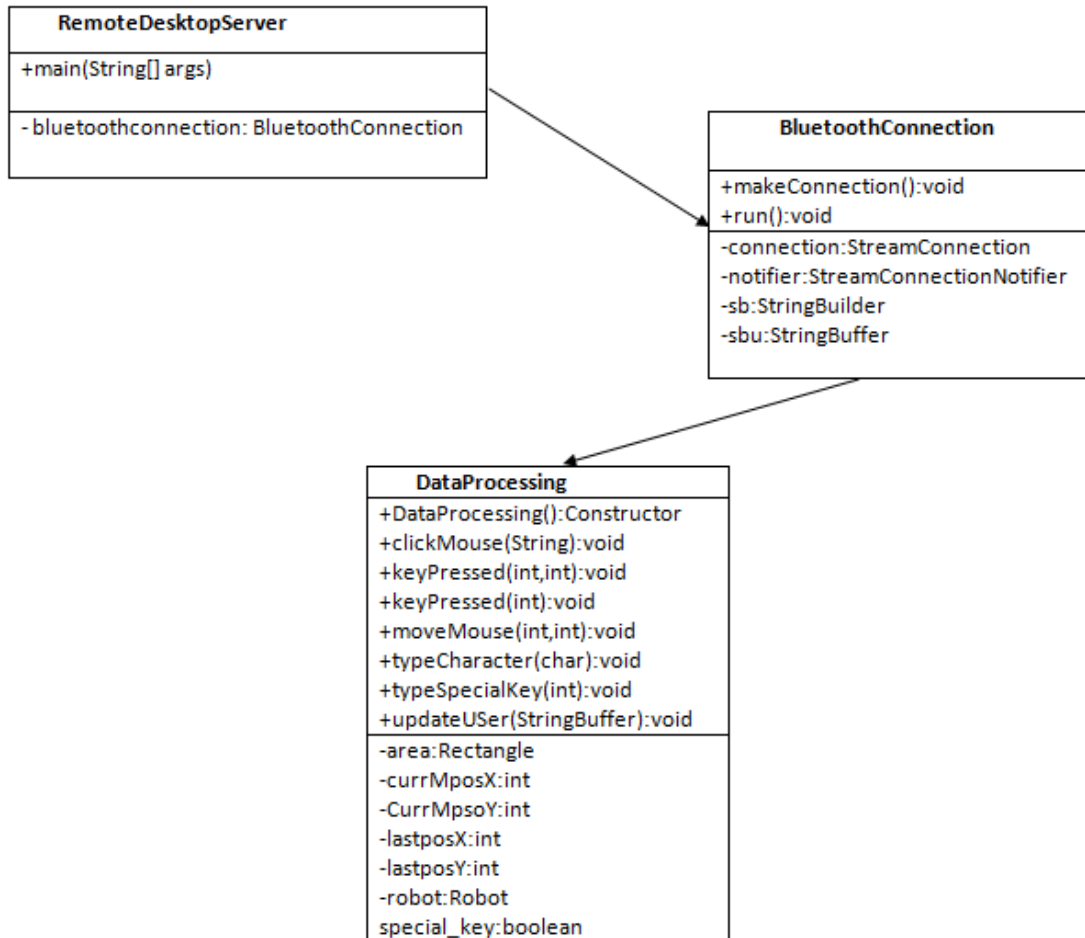 RemoteDesktopServer
+main(String[] args)
- bluetoothconnection: BluetoothConnection
BluetoothConnection
+makeConnection():void
+run():void
-connection:StreamConnection
-notifier:StreamConnectionNotifier
-sb:StringBuilder
-sbu:StringBuffer
DataProcessing
+DataProcessing():Constructor
+clickMouse(String):void
+keyPressed(int,int):void
+keyPressed(int):void
+moveMouse(int,int):void
+typeCharacter(char):void
+typeSpecialKey(int):void
+updateUSer(StringBuffer):void
-area:Rectangle
-currMposX:int
-CurrMpsoY:int
-lastposX:int
-lastposY:int
-robot:Robot
special_key:boolean